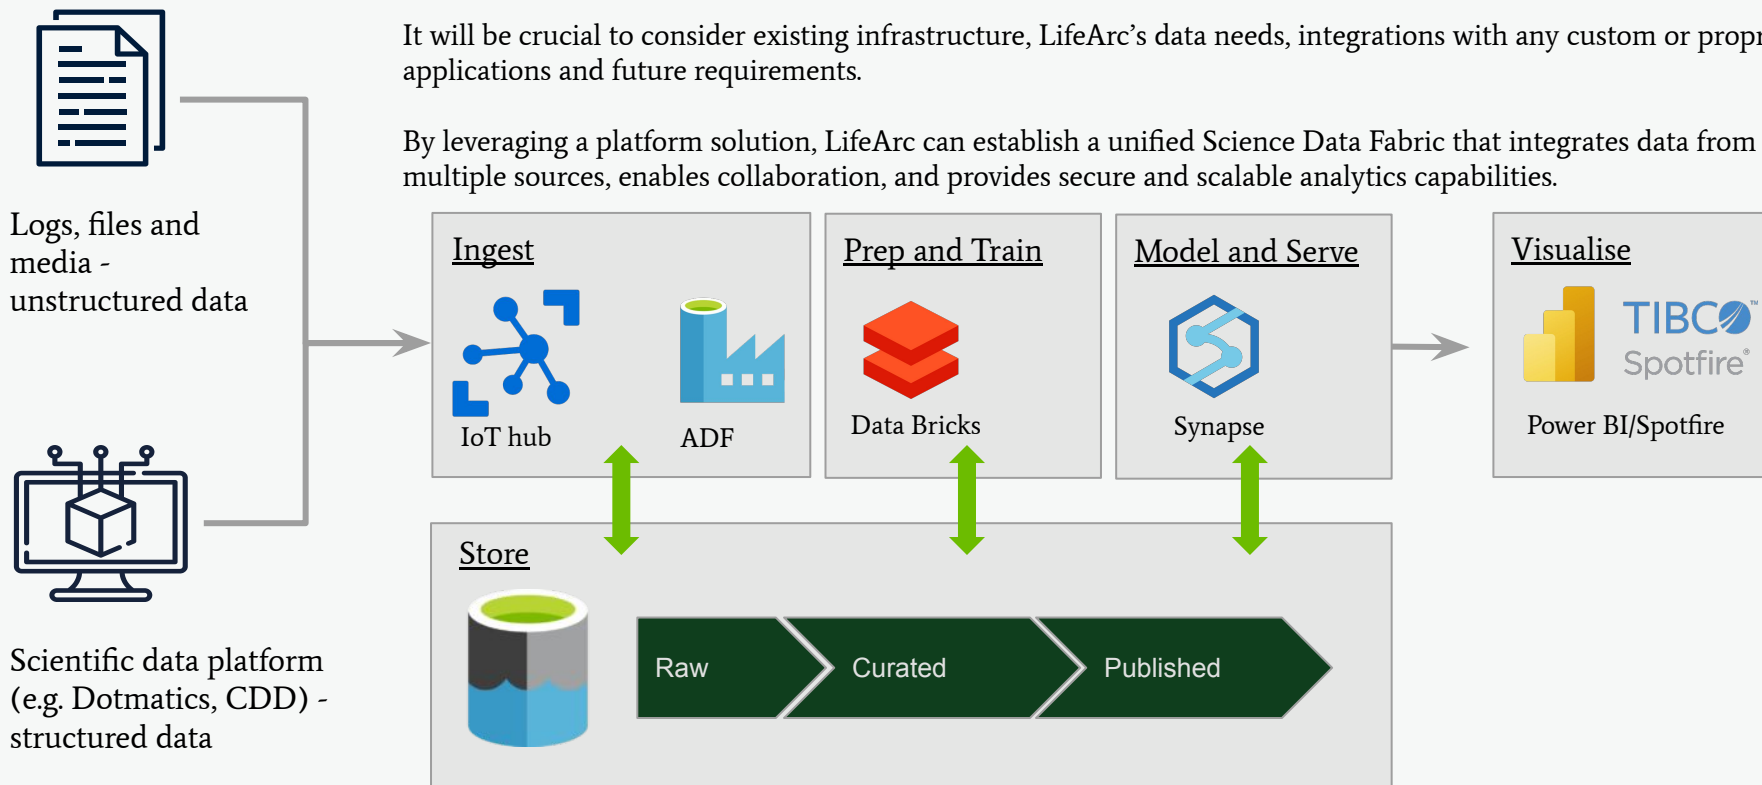 It will be crucial to consider existing infrastructure, LifeArc’s data needs, integrations with any custom or
applications and future requirements.
By leveraging a platform solution, LifeArc can establish a unified Science Data Fabric that integrates data from
multiple sources, enables collaboration, and provides secure and scalable analytics capabilities.
Logs, files and
media -
unstructured data
Scientific data platform
(e.g. Dotmatics, CDD) -
structured data
Ingest
IoT hub
ADF
Prep and Train
Data Bricks
Model and Serve
Synapse
Visualise
TIBCO™
Spotfire®
Power BI/Spotfire
Store
Raw
Curated
Published